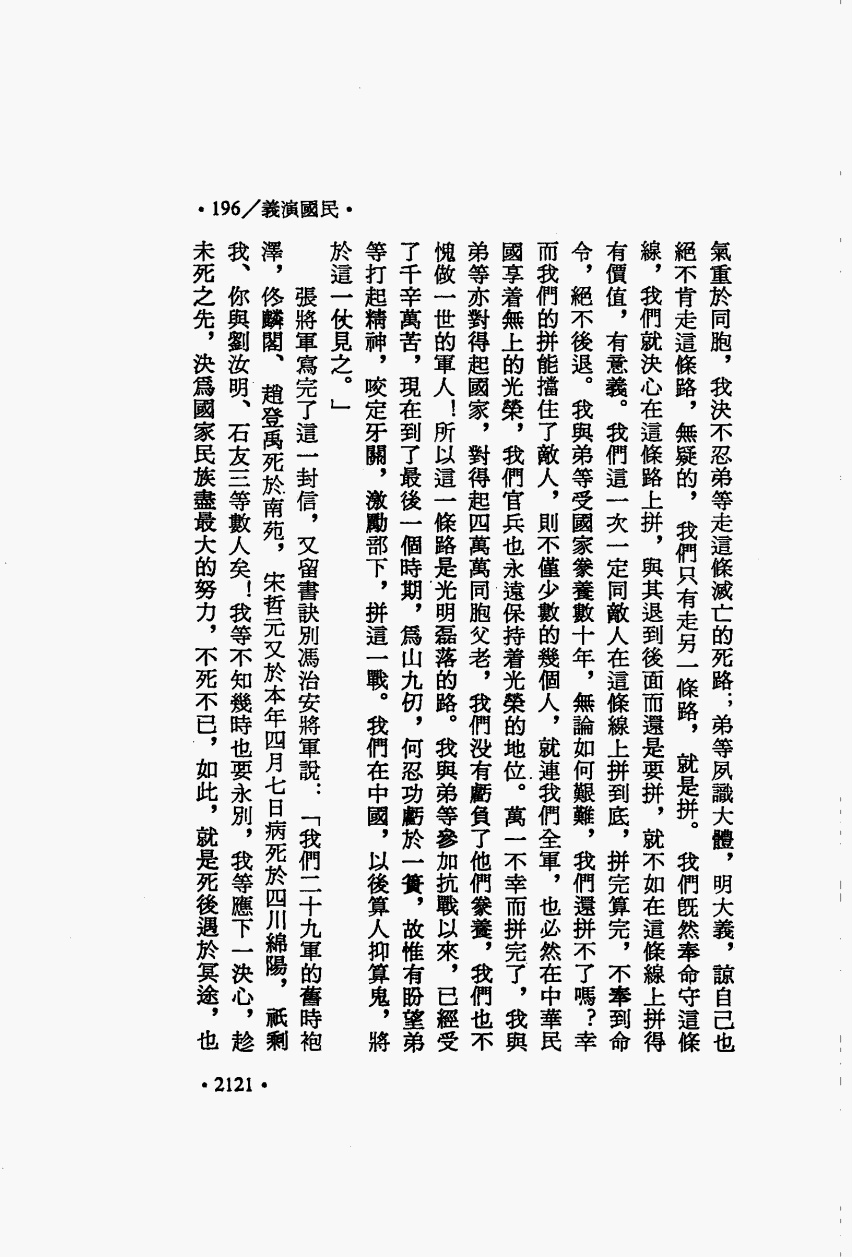 •196╱義演國民•
氣重於同胞，我決不忍弟等走這條滅亡的死路；弟等夙識大體，明大義，諒自己也
絕不肯走這條路，無疑的，我們只有走另一條路，就是拼。我們既然奉命守這條
線，我們就決心在這條路上拼，與其退到後面而還是要拼，就不如在這條線上拼得
有價值，有意義。我們這一次一定同敵人在這條線上拼到底，拼完算完，不奉到命
令，絕不後退。我與弟等受國家豢養數十年，無論如何艱難，我們還拼不了嗎？幸
而我們的拼能擋住了敵人，則不僅少數的幾個人，就連我們全軍，也必然在中華民
國享着無上的光榮，我們官兵也永遠保持着光榮的地位。萬一不幸而拼完了，我與
弟等亦對得起國家，對得起四萬萬同胞父老，我們没有虧負了他們豢養，我們也不
愧做一世的軍人！所以這一條路是光明磊落的路。我與弟等參加抗戰以來，已經受
了千辛萬苦，現在到了最後一個時期，爲山九仞，何忍功虧於一簣，故惟有盼望弟
等打起精神，咬定牙關，激勵部下，拼這一戰。我們在中國，以後算人抑算鬼，將
於這一仗見之。」
張將軍寫完了這一封信，又留書訣別馮治安將軍說：「我們二十九軍的舊時袍
澤，佟麟閣、趙登禹死於南苑，宋哲元又於本年四月七日病死於四川綿陽，祇剩
我、你與劉汝明、石友三等數人矣！我等不知幾時也要永別，我等應下一決心，趁
未死之先，決爲國家民族盡最大的努力，不死不已，如此，就是死後遇於冥途，也
•2121•